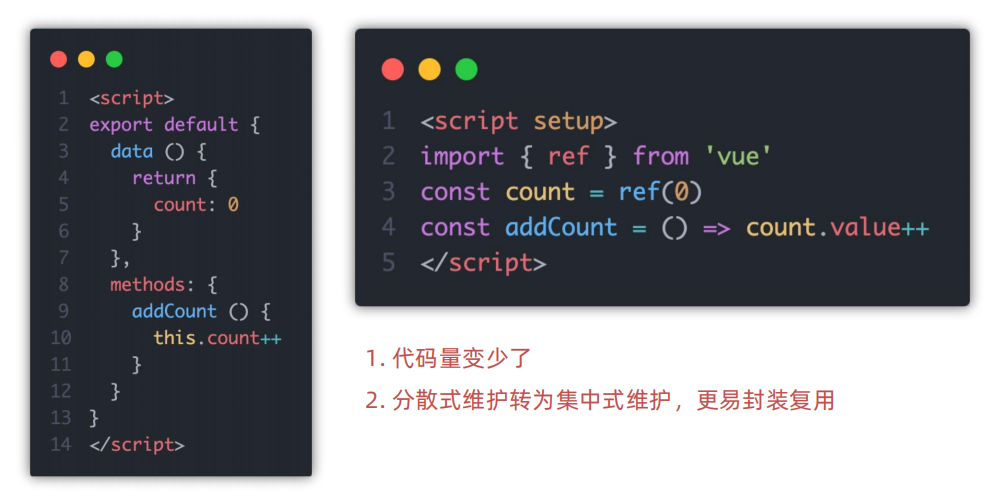 1 <script>
2 export default {
3   data () {
4     return {
5       count: 0
6     }
7   },
8   methods: {
9     addCount () {
10       this.count++
11     }
12   }
13 }
14 </script>
1 <script setup>
2 import { ref } from 'vue'
3 const count = ref(0)
4 const addCount = () => count.value++
5 </script>
1. 代码量变少了
2. 分散式维护转为集中式维护，更易封装复用